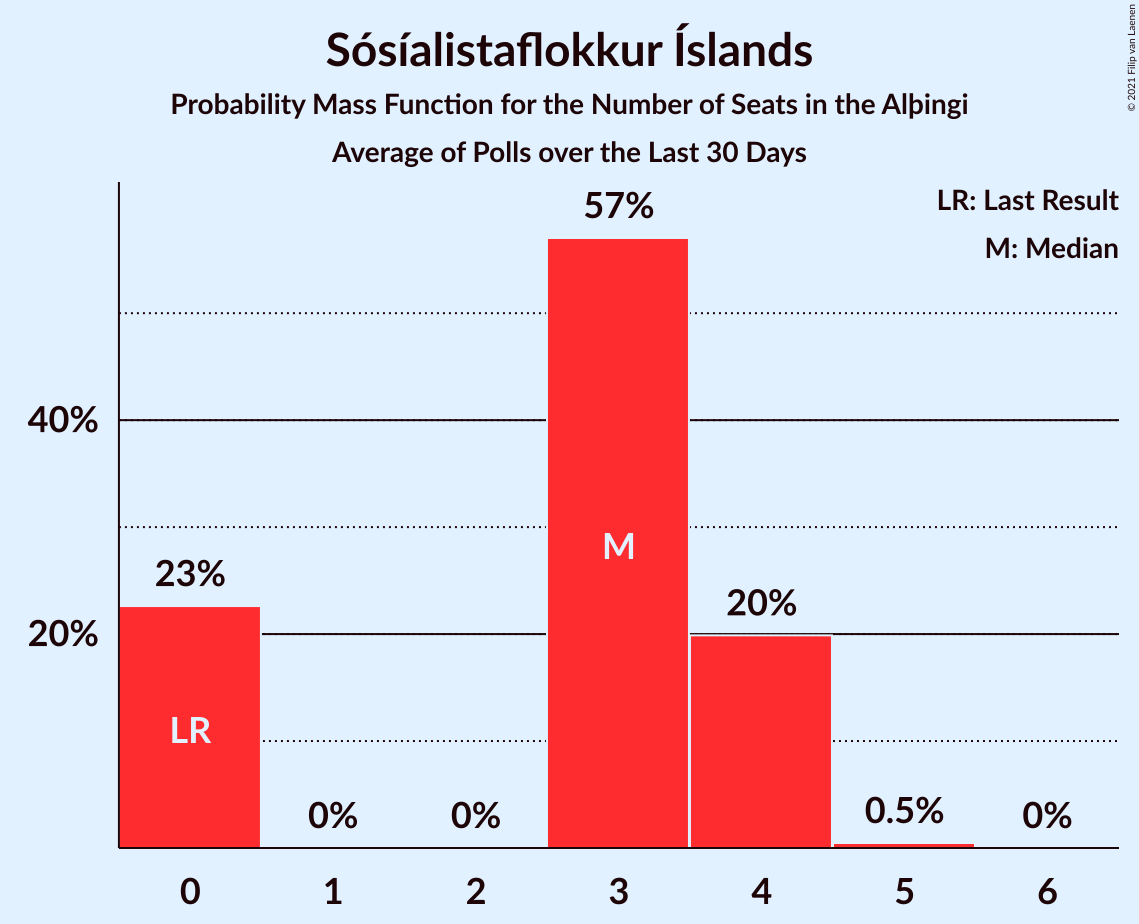 Sósíalistaflokkur Íslands
Probability Mass Function for the Number of Seats in the Alþingi
Average of Polls over the Last 30 Days
© 2021 Filip van Laenen
LR: Last Result
M: Median
57%
40%
M
23%
20%
20%
LR
0%
0%
0.5%
0%
0 1 2 3 4 5 6